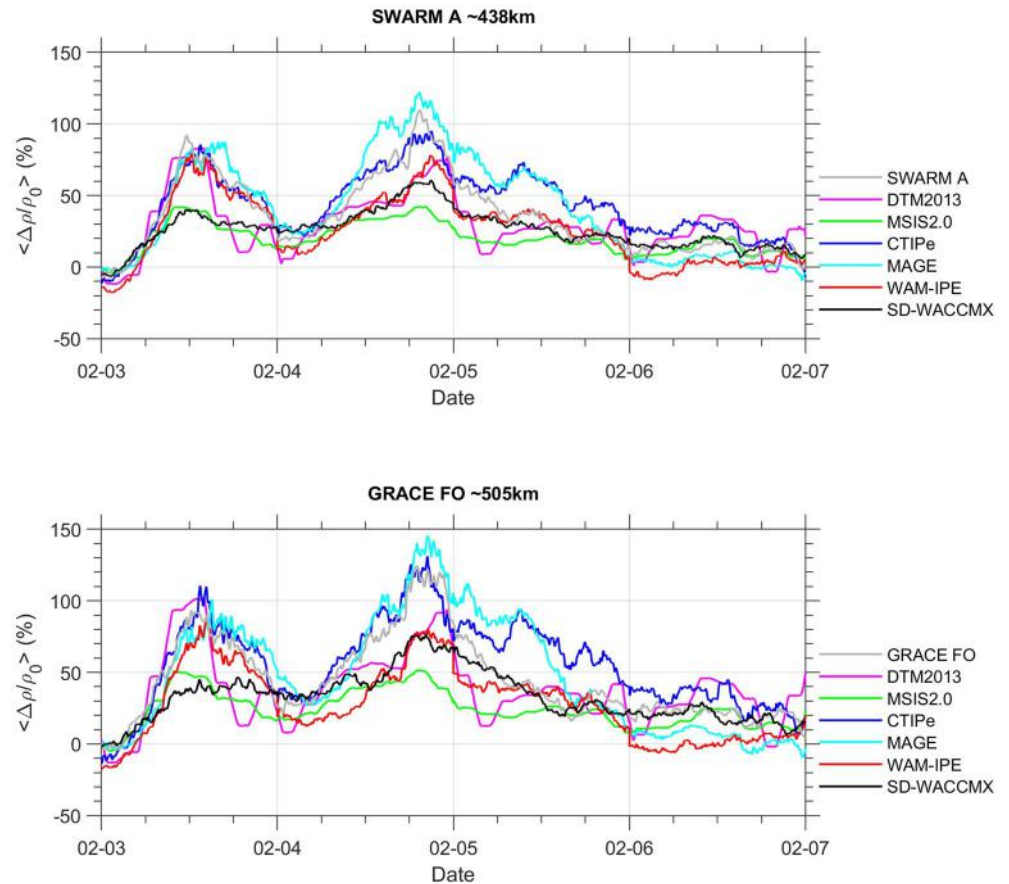 SWARM A ~438km
150
100
50
0
-50
<Δρ/ρ0> (%)
02-03 02-04 02-05 02-06 02-07
Date
SWARM A
DTM2013
MSIS2.0
CTIPe
MAGE
WAM-IPE
SD-WACCMX
GRACE FO ~505km
150
100
50
0
-50
<Δρ/ρ0> (%)
02-03 02-04 02-05 02-06 02-07
Date
GRACE FO
DTM2013
MSIS2.0
CTIPe
MAGE
WAM-IPE
SD-WACCMX